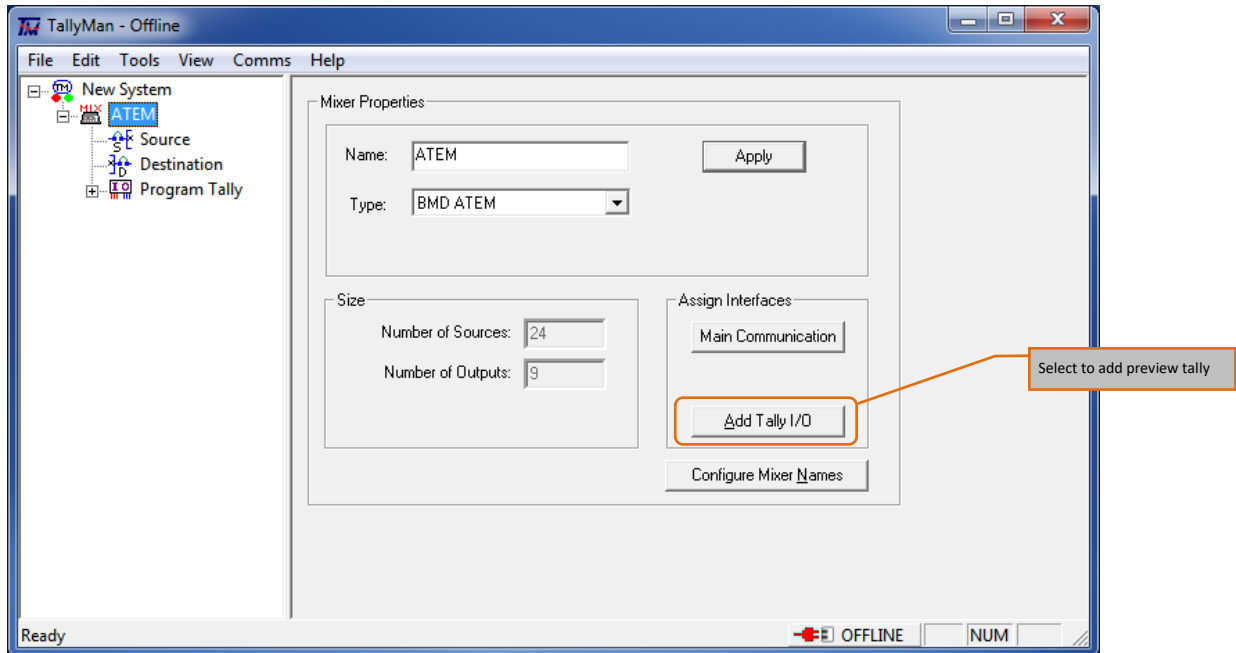 TallyMan - Offline
File Edit Tools View Comms Help
New System
ATEM
Source
Destination
Program Tally
Mixer Properties
Name: ATEM
Apply
Type: BMD ATEM
Size
Number of Sources: 24
Number of Outputs: 9
Assign Interfaces
Main Communication
Add Tally I/O
Configure Mixer Names
Select to add preview tally
Ready
OFFLINE
NUM